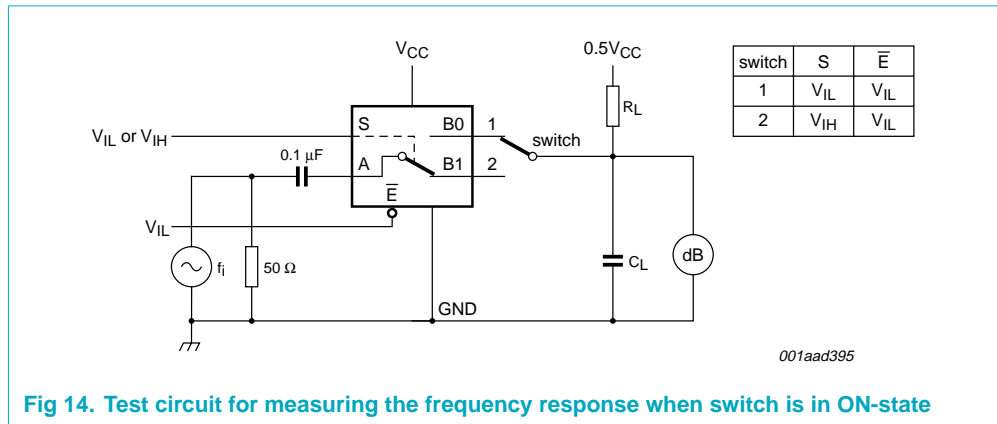 VCC
0.5VCC
switch S E̅
1 VIL VIL
2 VIH VIL
RL
S B0 1
VIL or VIH
switch
0.1 μF
A B1 2
E̅
VIL
fi
50 Ω
CL
dB
GND
001aad395
Fig 14. Test circuit for measuring the frequency response when switch is in ON-state